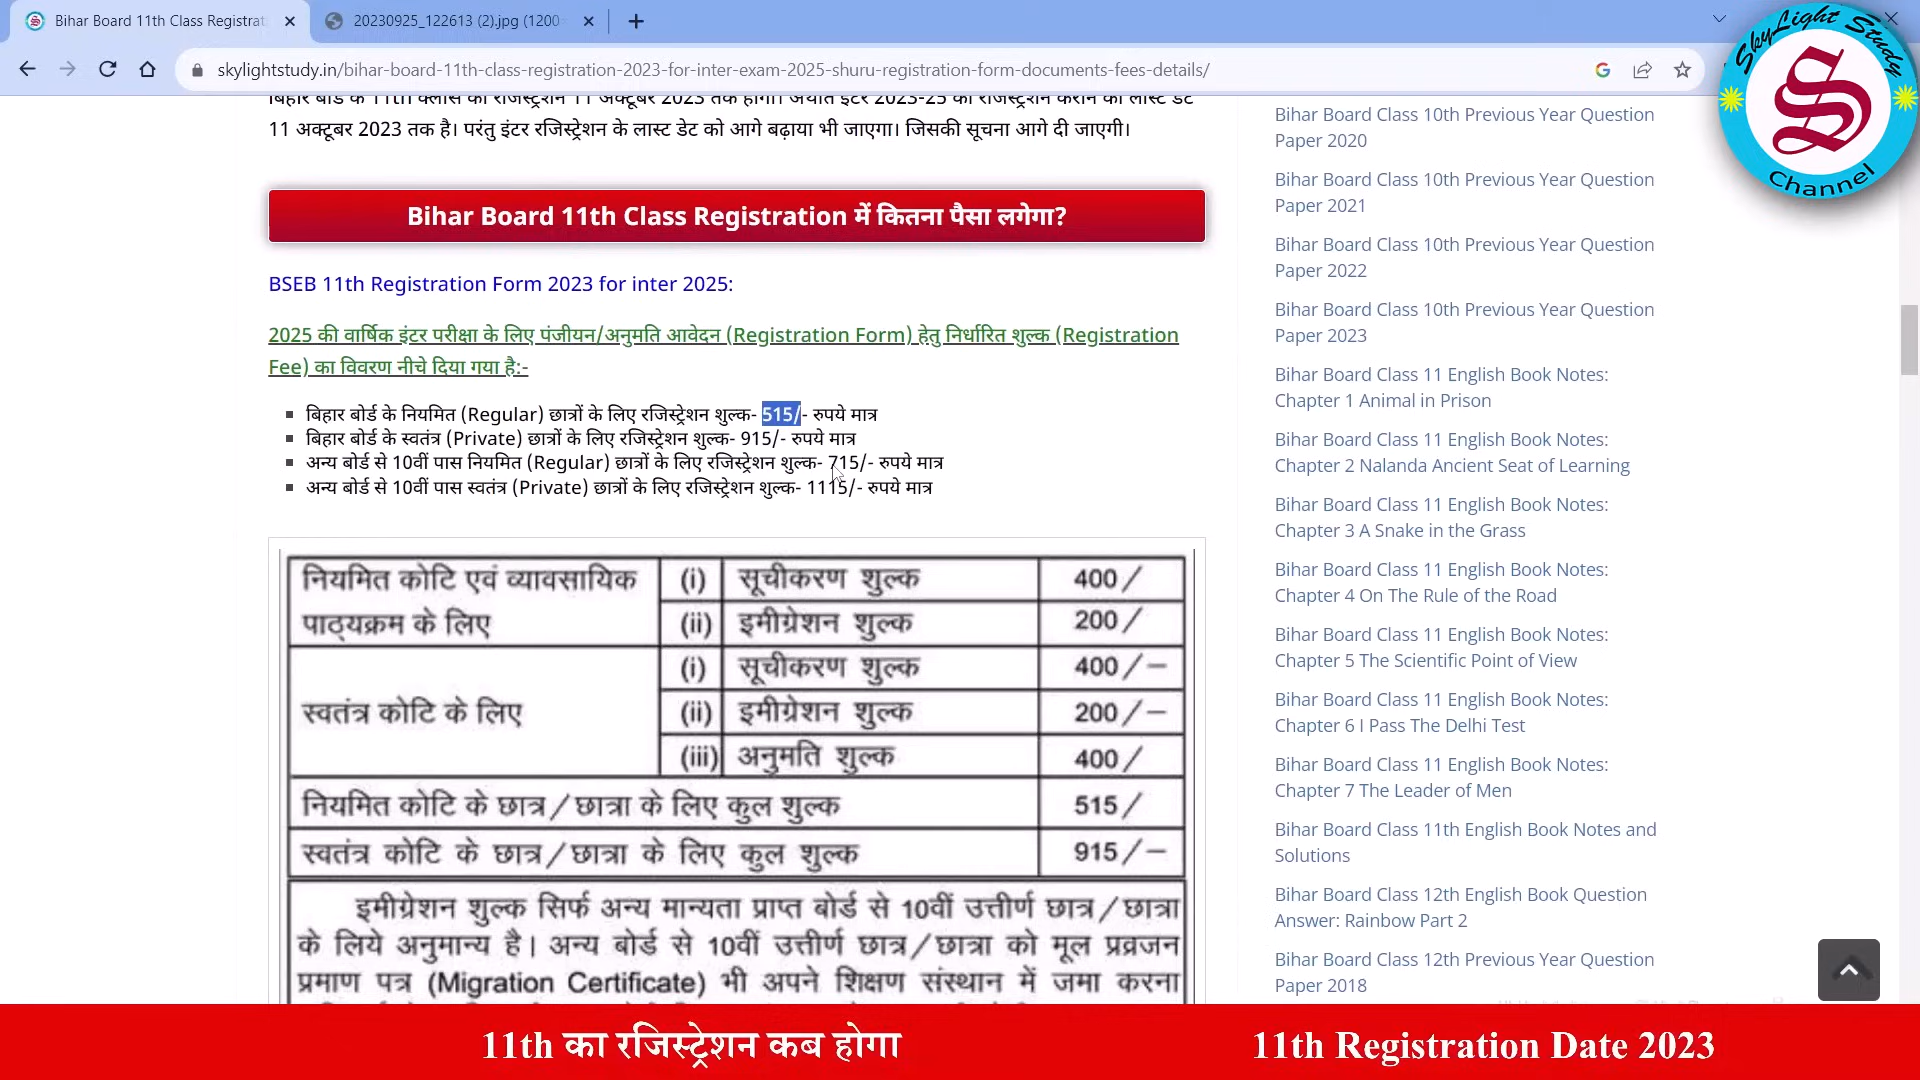 Bihar Board 11th Class Registrat
20230925_122613 (2).jpg (1200
skylightstudy.in/bihar-board-11th-class-registration-2023-for-inter-exam-2025-shuru-registration-form-documents-fees-details/
SkyLight Study
S
Channel
बिहार बोर्ड के 11th क्लास का रजिस्ट्रेशन 11 अक्टूबर 2023 तक होगा। अर्थात इंटर 2023-25 का रजिस्ट्रेशन कराने का लास्ट डेट
11 अक्टूबर 2023 तक है। परंतु इंटर रजिस्ट्रेशन के लास्ट डेट को आगे बढ़ाया भी जाएगा। जिसकी सूचना आगे दी जाएगी।
Bihar Board 11th Class Registration में कितना पैसा लगेगा?
BSEB 11th Registration Form 2023 for inter 2025:
2025 की वार्षिक इंटर परीक्षा के लिए पंजीयन/अनुमति आवेदन (Registration Form) हेतु निर्धारित शुल्क (Registration
Fee) का विवरण नीचे दिया गया है:-
बिहार बोर्ड के नियमित (Regular) छात्रों के लिए रजिस्ट्रेशन शुल्क- 515/- रुपये मात्र
बिहार बोर्ड के स्वतंत्र (Private) छात्रों के लिए रजिस्ट्रेशन शुल्क- 915/- रुपये मात्र
अन्य बोर्ड से 10वीं पास नियमित (Regular) छात्रों के लिए रजिस्ट्रेशन शुल्क- 715/- रुपये मात्र
अन्य बोर्ड से 10वीं पास स्वतंत्र (Private) छात्रों के लिए रजिस्ट्रेशन शुल्क- 1115/- रुपये मात्र
नियमित कोटि एवं व्यावसायिक (i) सूचीकरण शुल्क 400/
पाठ्यक्रम के लिए (ii) इमीग्रेशन शुल्क 200/
(i) सूचीकरण शुल्क 400/-
स्वतंत्र कोटि के लिए (ii) इमीग्रेशन शुल्क 200/-
(iii) अनुमति शुल्क 400/
नियमित कोटि के छात्र/छात्रा के लिए कुल शुल्क 515/
स्वतंत्र कोटि के छात्र/छात्रा के लिए कुल शुल्क 915/-
इमीग्रेशन शुल्क सिर्फ अन्य मान्यता प्राप्त बोर्ड से 10वीं उत्तीर्ण छात्र/छात्रा
के लिये अनुमान्य है। अन्य बोर्ड से 10वीं उत्तीर्ण छात्र/छात्रा को मूल प्रव्रजन
प्रमाण पत्र (Migration Certificate) भी अपने शिक्षण संस्थान में जमा करना
Bihar Board Class 10th Previous Year Question
Paper 2020
Bihar Board Class 10th Previous Year Question
Paper 2021
Bihar Board Class 10th Previous Year Question
Paper 2022
Bihar Board Class 10th Previous Year Question
Paper 2023
Bihar Board Class 11 English Book Notes:
Chapter 1 Animal in Prison
Bihar Board Class 11 English Book Notes:
Chapter 2 Nalanda Ancient Seat of Learning
Bihar Board Class 11 English Book Notes:
Chapter 3 A Snake in the Grass
Bihar Board Class 11 English Book Notes:
Chapter 4 On The Rule of the Road
Bihar Board Class 11 English Book Notes:
Chapter 5 The Scientific Point of View
Bihar Board Class 11 English Book Notes:
Chapter 6 I Pass The Delhi Test
Bihar Board Class 11 English Book Notes:
Chapter 7 The Leader of Men
Bihar Board Class 11th English Book Notes and
Solutions
Bihar Board Class 12th English Book Question
Answer: Rainbow Part 2
Bihar Board Class 12th Previous Year Question
Paper 2018
11th का रजिस्ट्रेशन कब होगा
11th Registration Date 2023